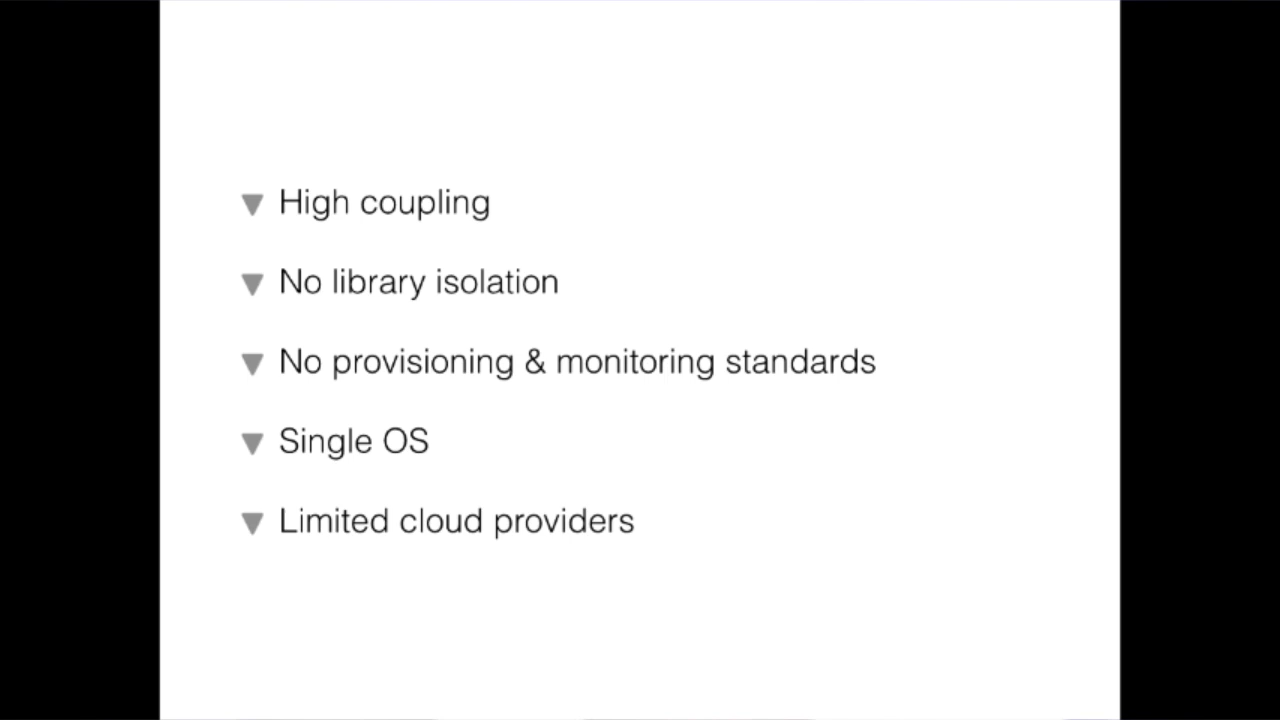 High coupling
No library isolation
No provisioning & monitoring standards
Single OS
Limited cloud providers